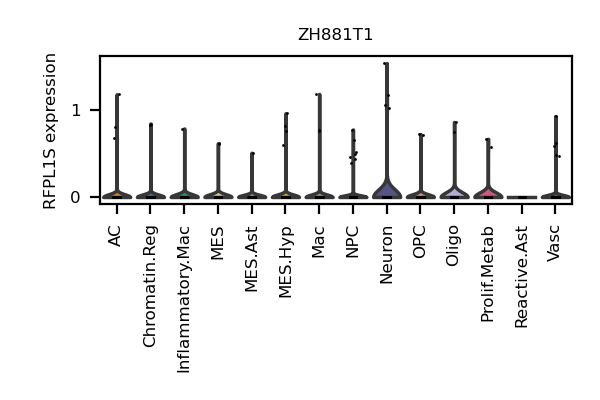 ZH881T1
RFPL1S expression
1
0
AC
Chromatin.Reg
Inflammatory.Mac
MES
MES.Ast
MES.Hyp
Mac
NPC
Neuron
OPC
Oligo
Prolif.Metab
Reactive.Ast
Vasc